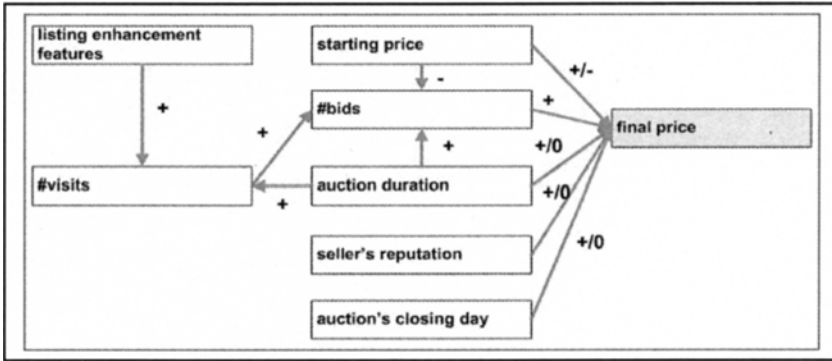 listing enhancement
features
starting price
+/-
-
+
#bids
+
final price
+
+
+/0
#visits
auction duration
+/0
+
seller's reputation
+/0
auction's closing day